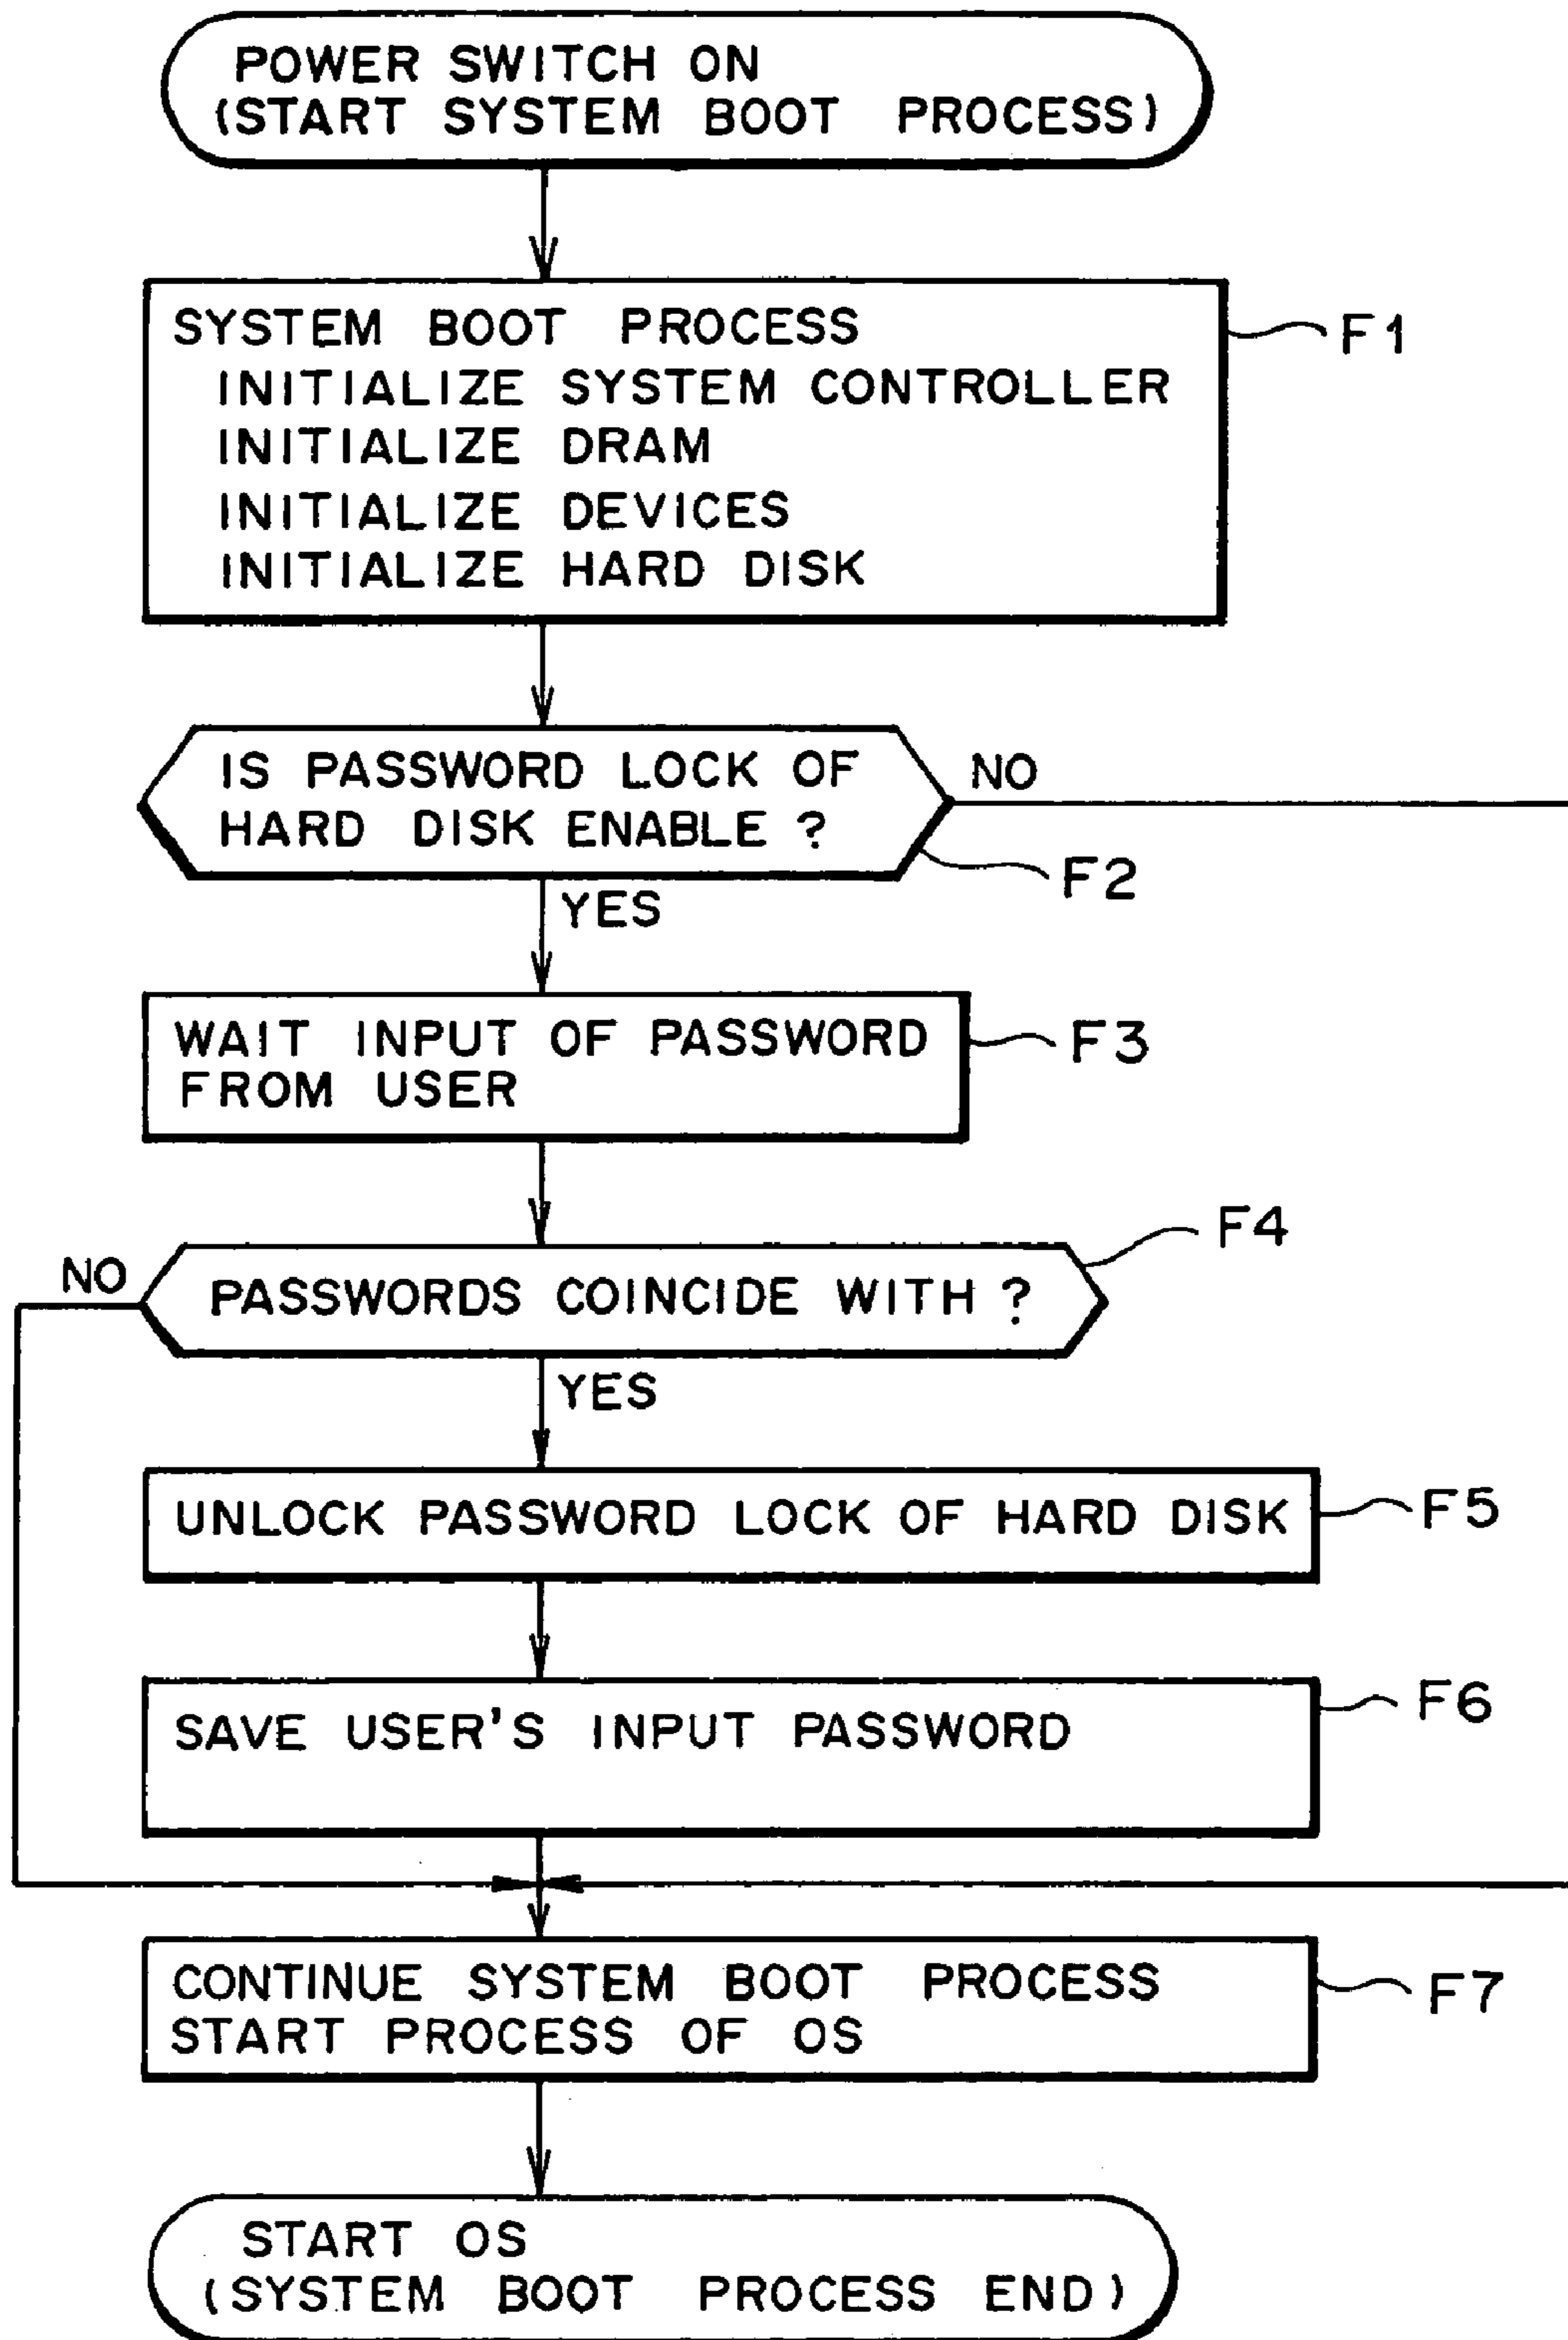 POWER SWITCH ON
(START SYSTEM BOOT PROCESS)
SYSTEM BOOT PROCESS
INITIALIZE SYSTEM CONTROLLER
INITIALIZE DRAM
INITIALIZE DEVICES
INITIALIZE HARD DISK
F1
IS PASSWORD LOCK OF
HARD DISK ENABLE ?
NO
F2
YES
WAIT INPUT OF PASSWORD
FROM USER
F3
F4
NO
PASSWORDS COINCIDE WITH ?
YES
UNLOCK PASSWORD LOCK OF HARD DISK
F5
SAVE USER'S INPUT PASSWORD
F6
CONTINUE SYSTEM BOOT PROCESS
START PROCESS OF OS
F7
START OS
(SYSTEM BOOT PROCESS END)